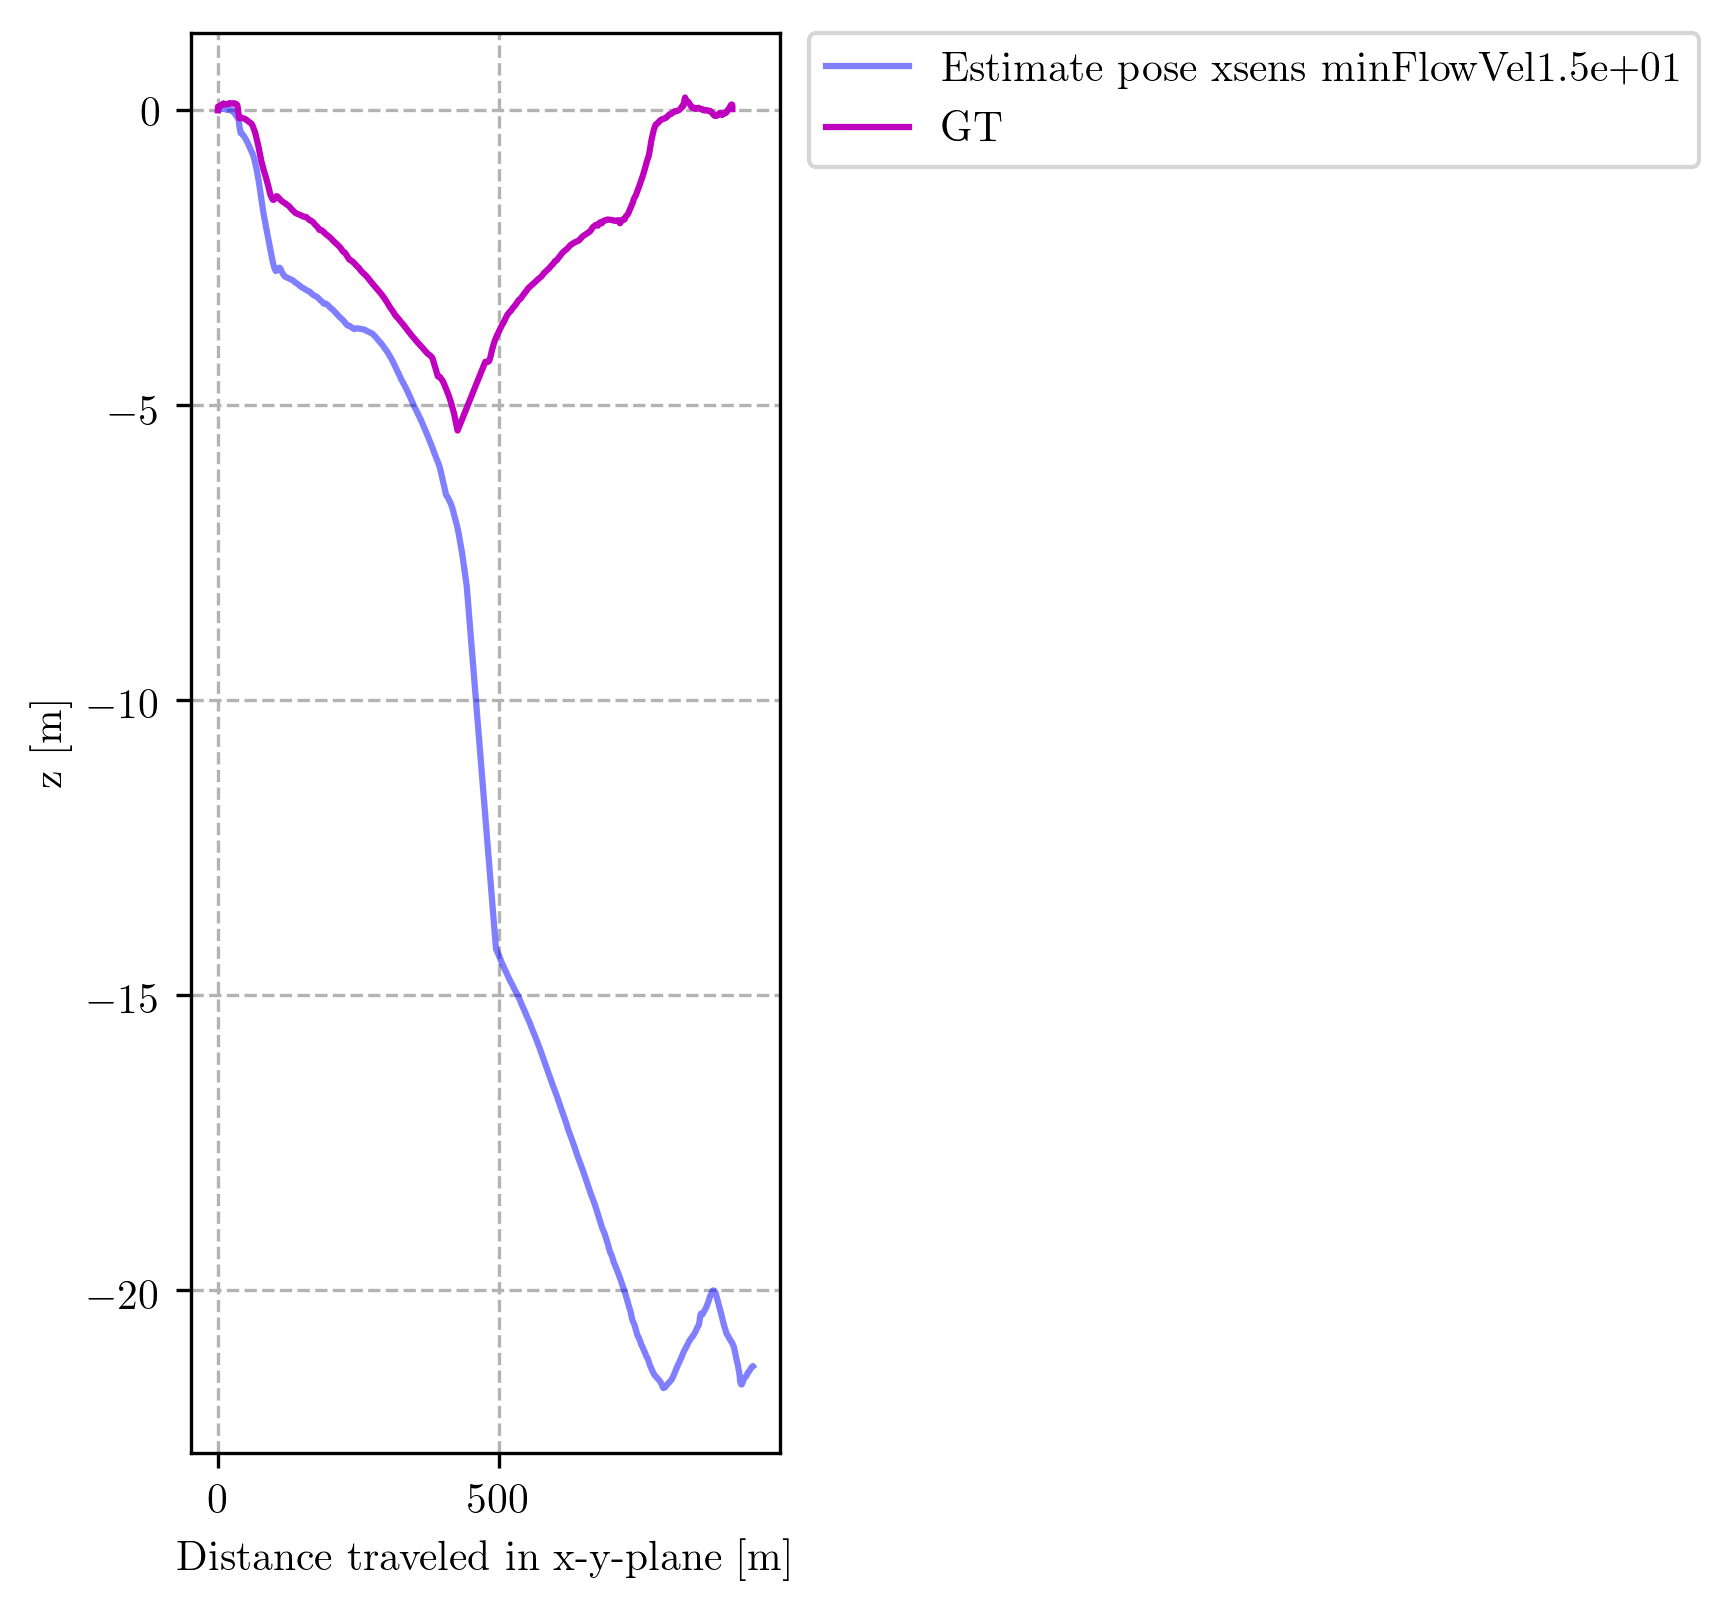 Estimate pose xsens minFlowVel1.5e+01
GT
0
−5
−10
−15
−20
z [m]
0 500
Distance traveled in x-y-plane [m]